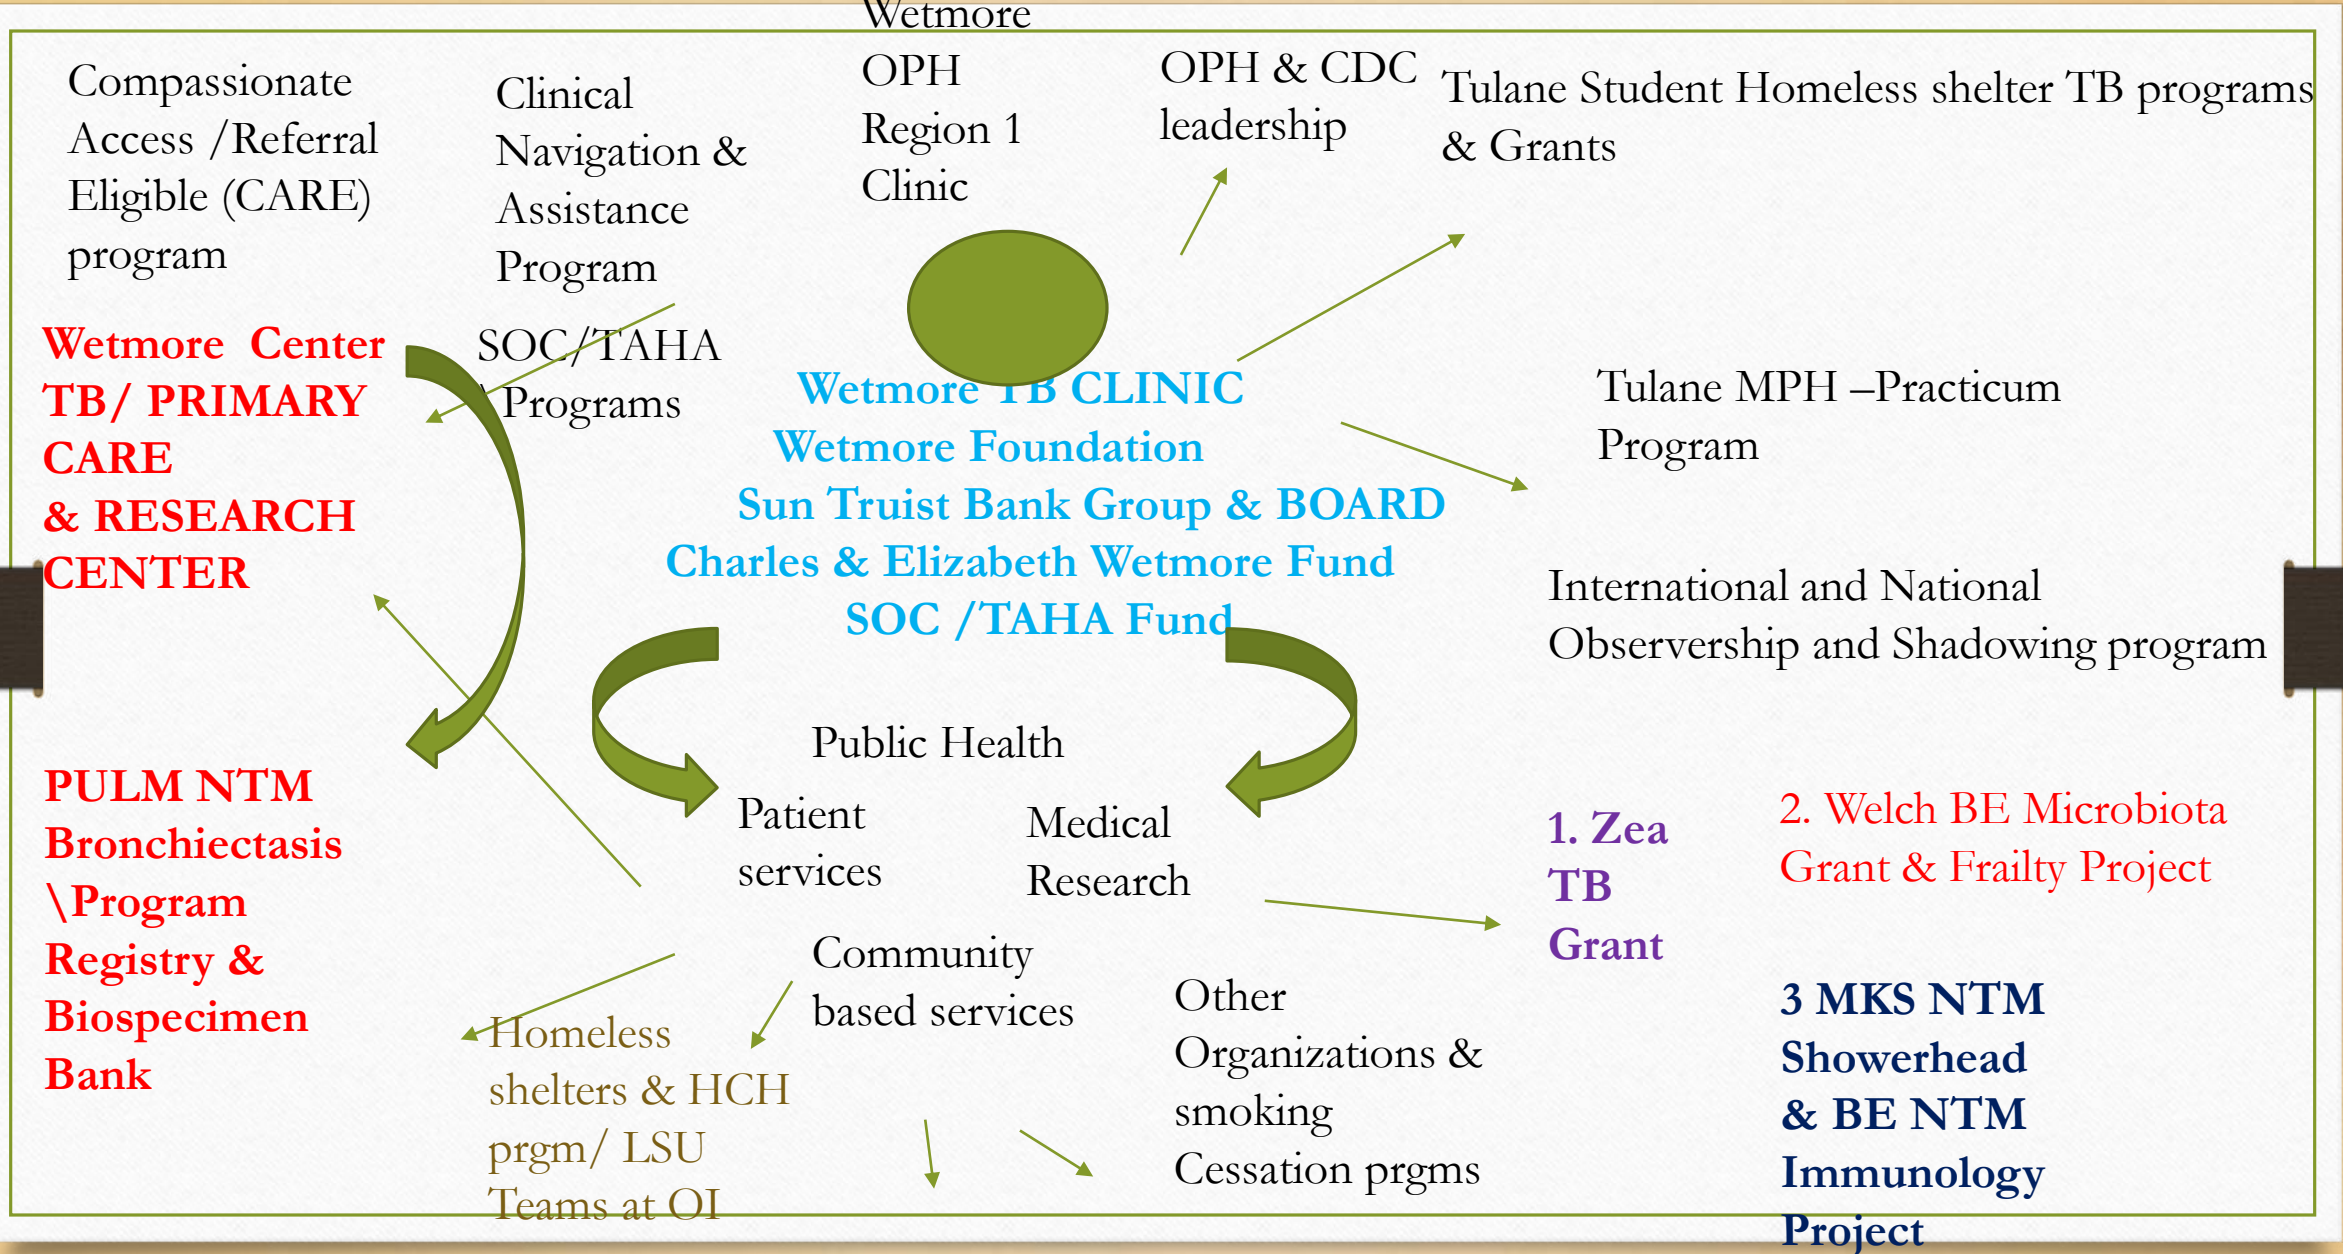 Compassionate
Access /Referral
Eligible (CARE)
program
Clinical
Navigation &
Assistance
Program
Wetmore
OPH
Region 1
Clinic
OPH & CDC
leadership
Tulane Student Homeless shelter TB programs
& Grants
Wetmore Center
TB/ PRIMARY
CARE
& RESEARCH
CENTER
SOC/TAHA
\Programs
Wetmore TB CLINIC
Wetmore Foundation
Sun Truist Bank Group & BOARD
Charles & Elizabeth Wetmore Fund
SOC /TAHA Fund
Tulane MPH –Practicum
Program
International and National
Observership and Shadowing program
PULM NTM
Bronchiectasis
\Program
Registry &
Biospecimen
Bank
Public Health
Patient
services
Medical
Research
Community
based services
Homeless
shelters & HCH
prgm/ LSU
Teams at OI
Other
Organizations &
smoking
Cessation prgms
1. Zea
TB
Grant
2. Welch BE Microbiota
Grant & Frailty Project
3 MKS NTM
Showerhead
& BE NTM
Immunology
Project